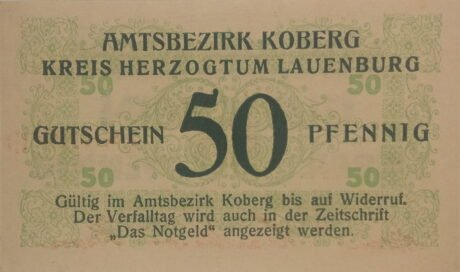 AMTSBEZIRK KOBERG
KREIS HERZOGTUM LAUENBURG
50 50
GUTSCHEIN 50 PFENNIG
50 50
Gültig im Amtsbezirk Koberg bis auf Widerruf.
Der Verfalltag wird auch in der Zeitschrift
„Das Notgeld" angezeigt werden.